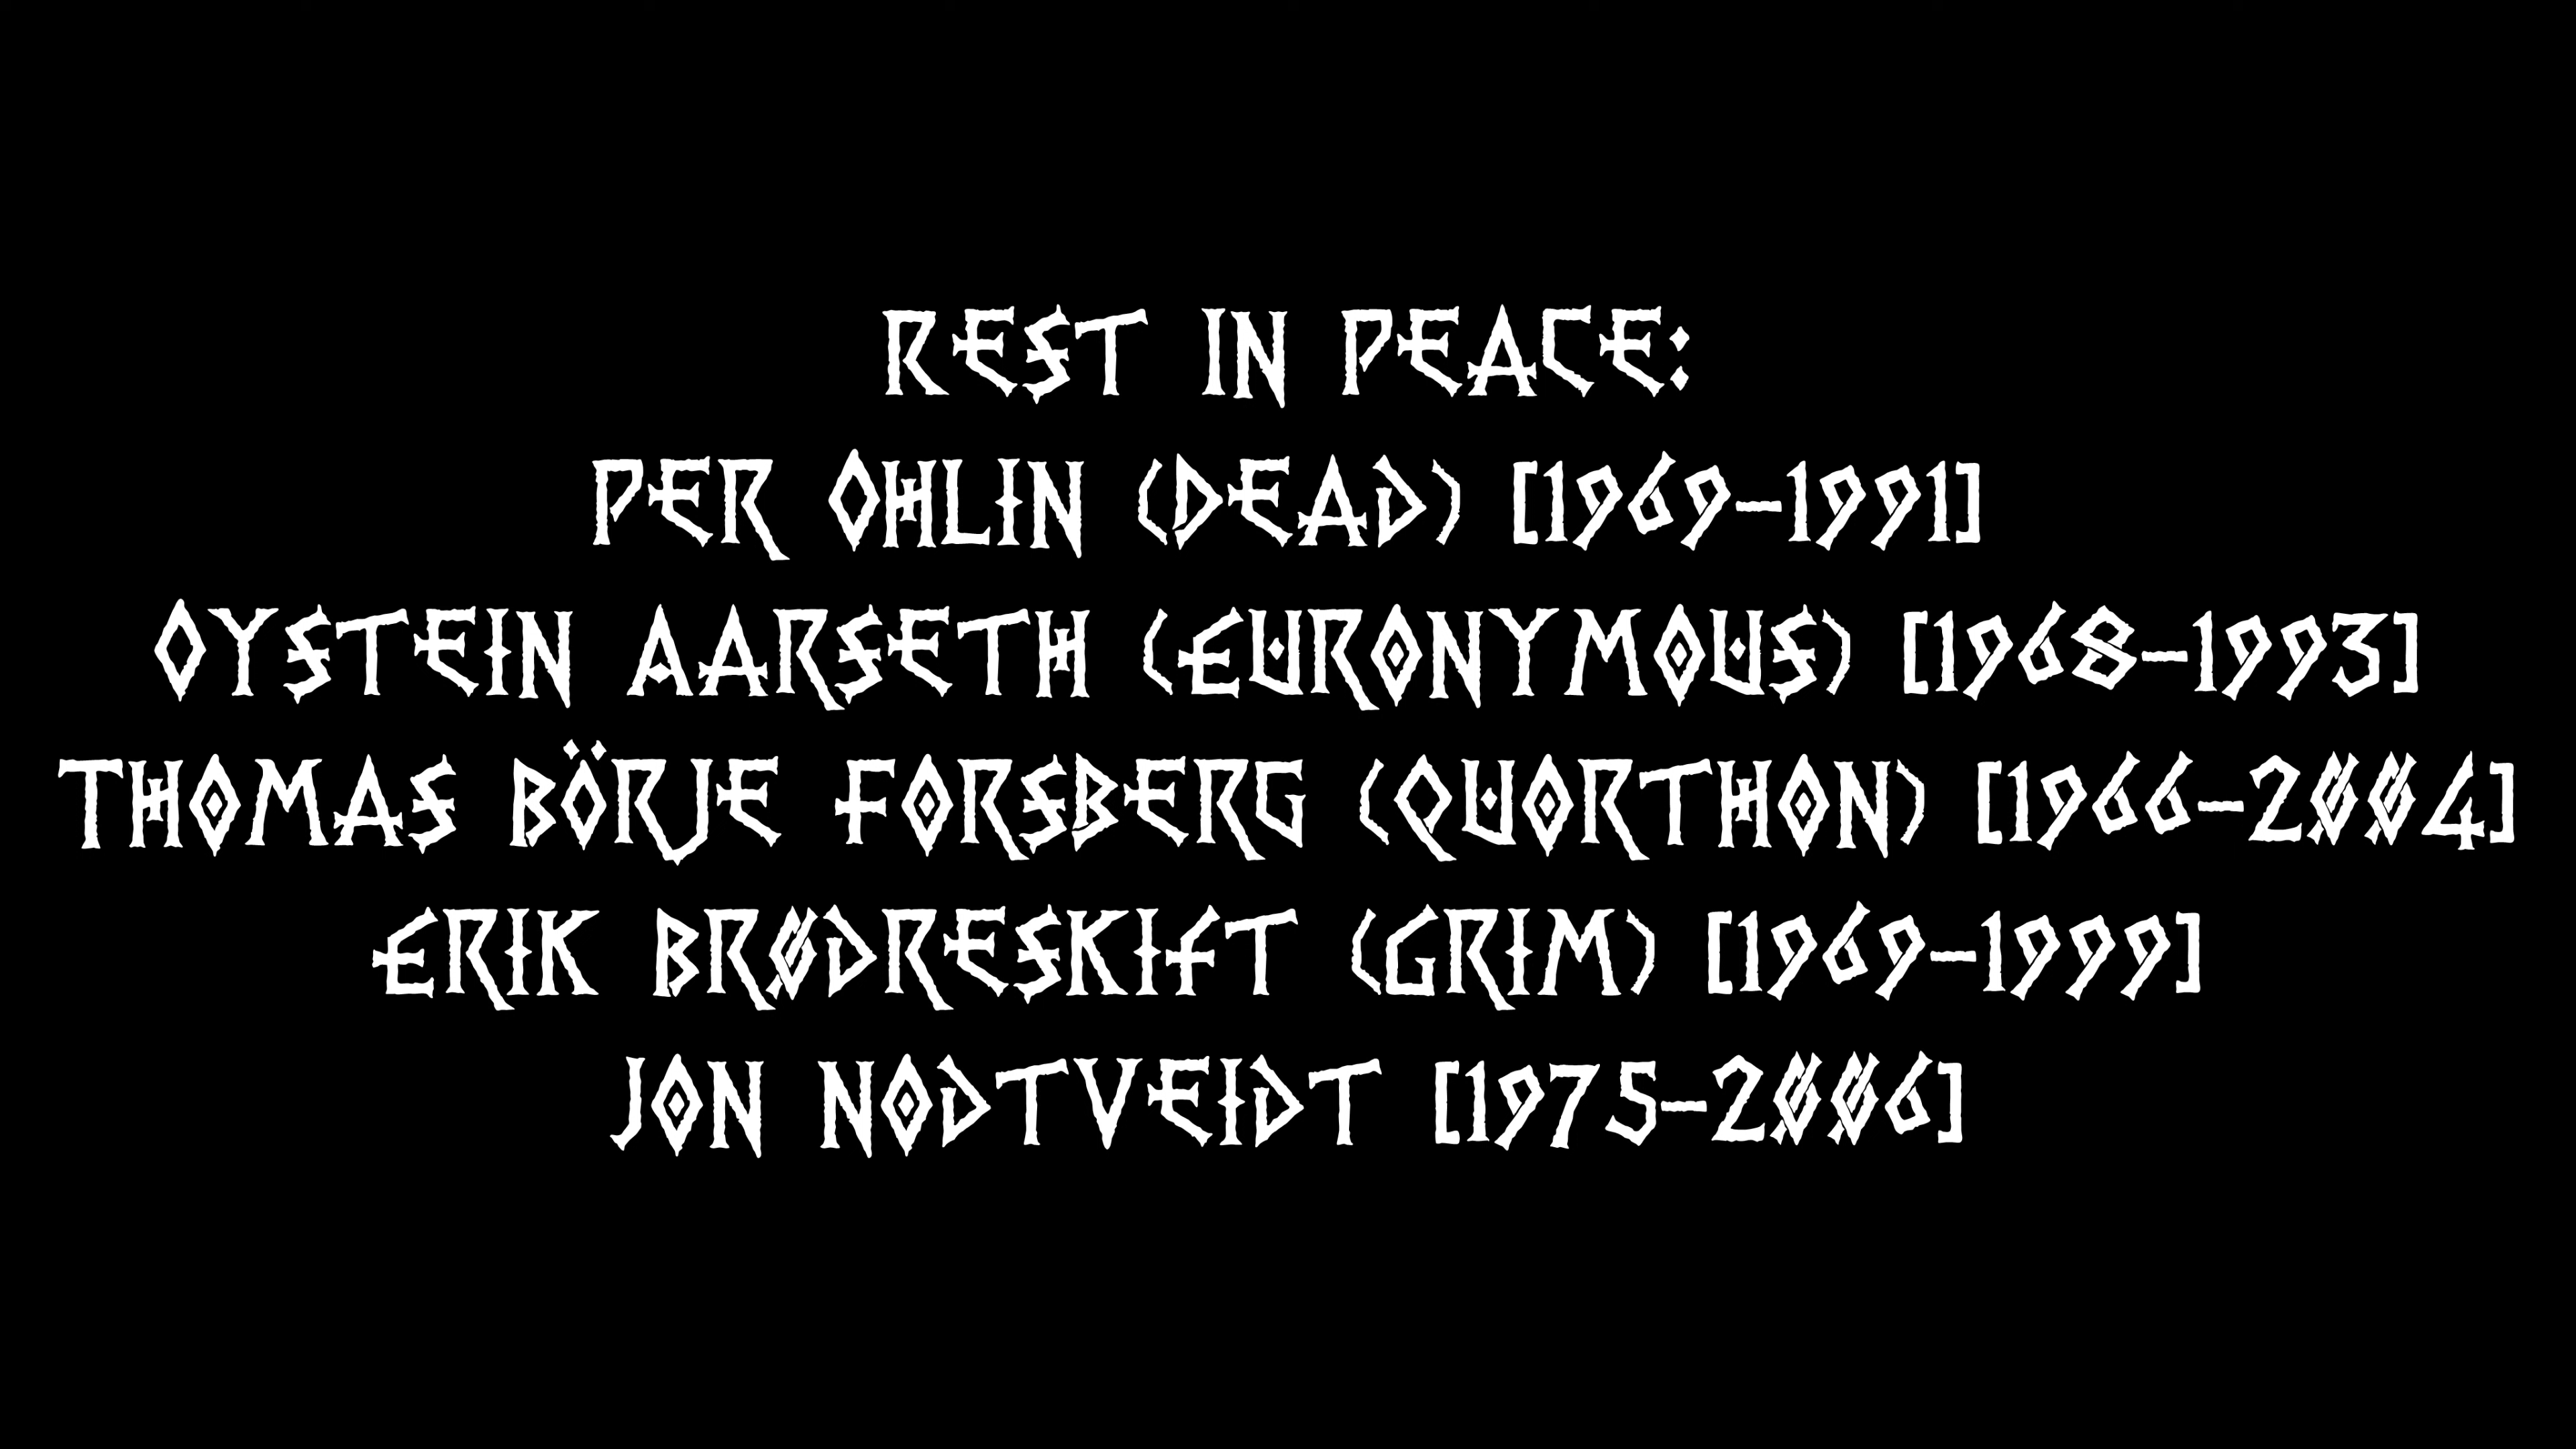 REST IN PEACE:
PER OHLIN (DEAD) [1969-1991]
OYSTEIN AARSETH (EURONYMOUS) [1968-1993]
THOMAS BÖRJE FORSBERG (QUORTHON) [1966-2004]
ERIK BRØDRESKIFT (GRIM) [1969-1999]
JON NODTVEIDT [1975-2006]